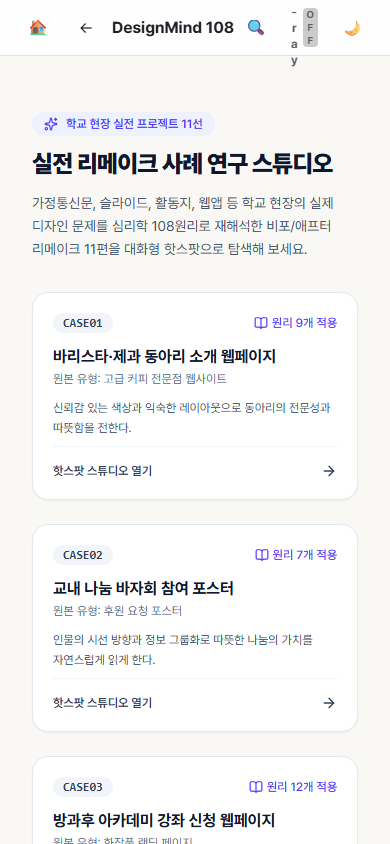 DesignMind 108
-
r
a
y
O
F
F
학교 현장 실전 프로젝트 11선
실전 리메이크 사례 연구 스튜디오
가정통신문, 슬라이드, 활동지, 웹앱 등 학교 현장의 실제
디자인 문제를 심리학 108원리로 재해석한 비포/애프터
리메이크 11편을 대화형 핫스팟으로 탐색해 보세요.
CASE01
원리 9개 적용
바리스타·제과 동아리 소개 웹페이지
원본 유형: 고급 커피 전문점 웹사이트
신뢰감 있는 색상과 익숙한 레이아웃으로 동아리의 전문성과
따뜻함을 전한다.
핫스팟 스튜디오 열기
CASE02
원리 7개 적용
교내 나눔 바자회 참여 포스터
원본 유형: 후원 요청 포스터
인물의 시선 방향과 정보 그룹화로 따뜻한 나눔의 가치를
자연스럽게 읽게 한다.
핫스팟 스튜디오 열기
CASE03
원리 12개 적용
방과후 아카데미 강좌 신청 웹페이지
원본 유형: 화장품 랜딩 페이지